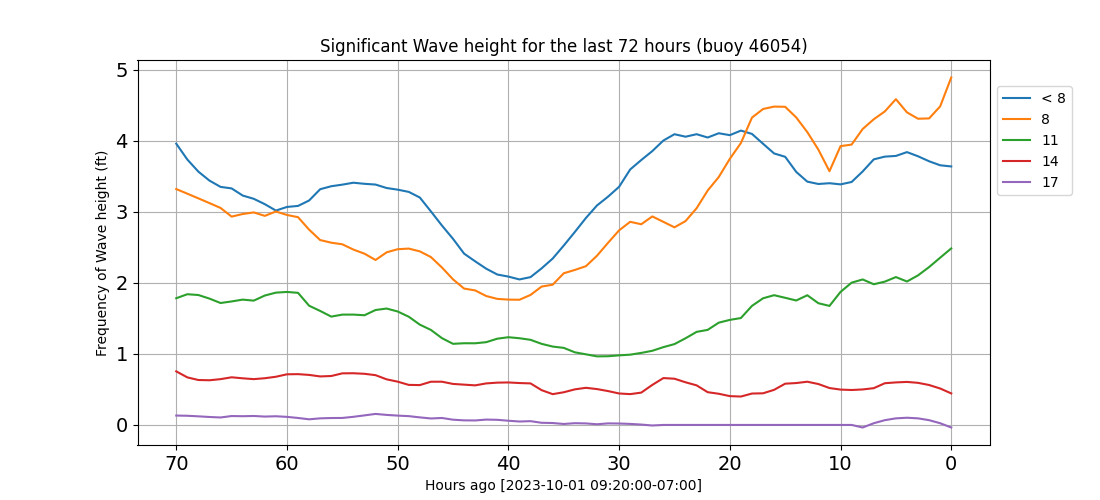 Significant Wave height for the last 72 hours (buoy 46054)
Frequency of Wave height (ft)
5
4
3
2
1
0
70 60 50 40 30 20 10 0
Hours ago [2023-10-01 09:20:00-07:00]
< 8
8
11
14
17